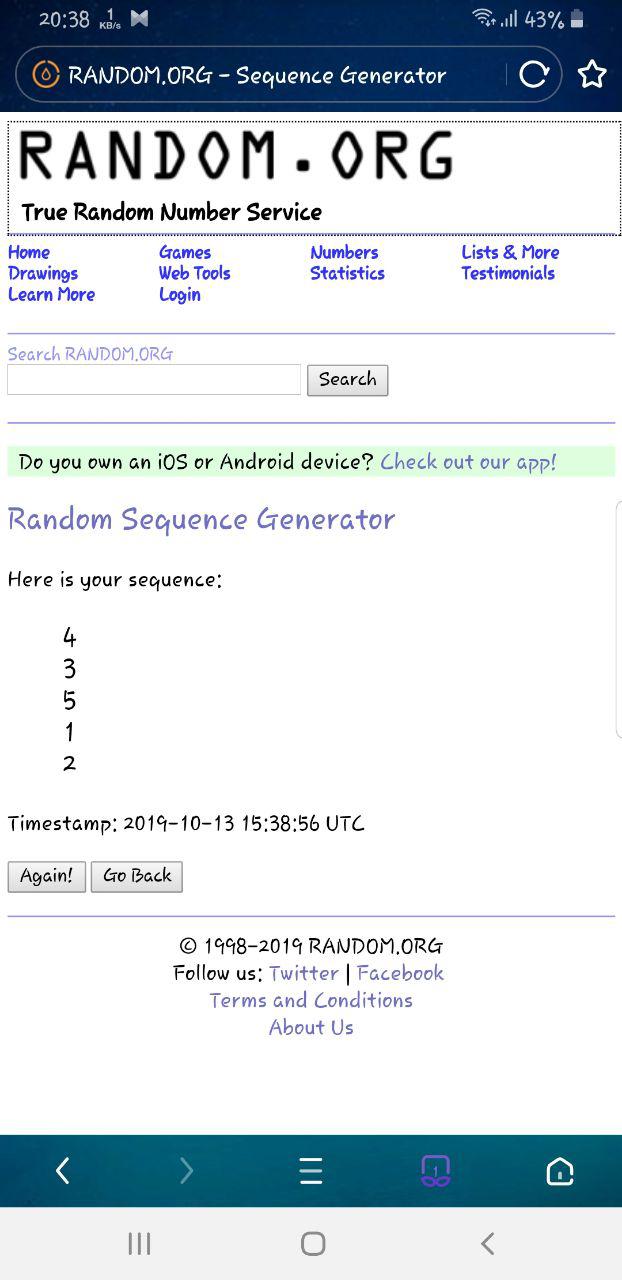 20:38 1 KB/s 43%
RANDOM.ORG - Sequence Generator
RANDOM.ORG
True Random Number Service
Home Games Numbers Lists & More
Drawings Web Tools Statistics Testimonials
Learn More Login
Search RANDOM.ORG
Search
Do you own an iOS or Android device? Check out our app!
Random Sequence Generator
Here is your sequence:
4
3
5
1
2
Timestamp: 2019-10-13 15:38:56 UTC
Again! Go Back
© 1998-2019 RANDOM.ORG
Follow us: Twitter | Facebook
Terms and Conditions
About Us
1